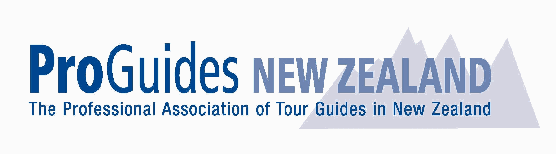 ProGuides NEW ZEALAND
The Professional Association of Tour Guides in New Zealand